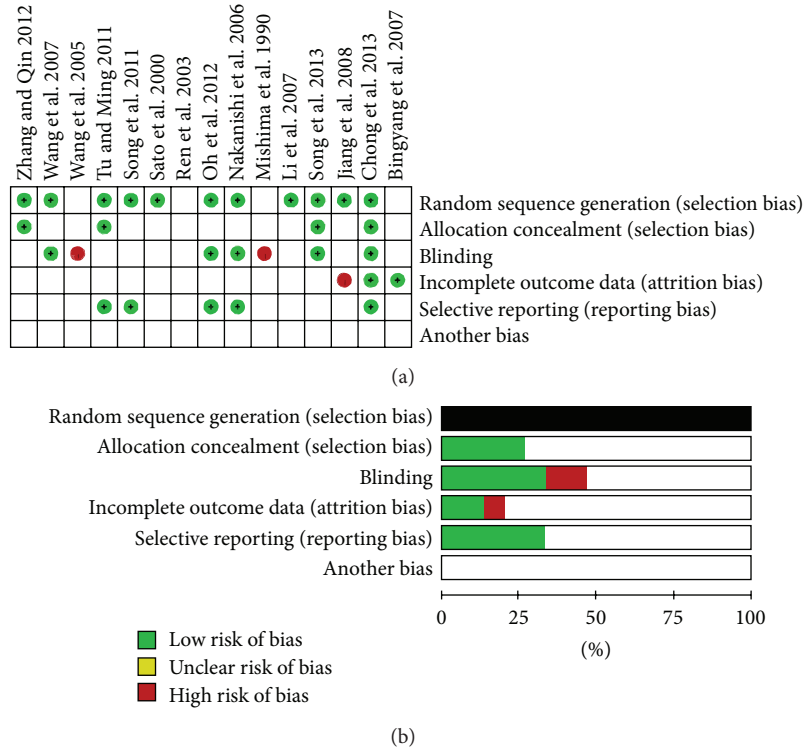 Zhang and Qin 2012
Wang et al. 2007
Wang et al. 2005
Tu and Ming 2011
Song et al. 2011
Sato et al. 2000
Ren et al. 2003
Oh et al. 2012
Nakanishi et al. 2006
Mishima et al. 1990
Li et al. 2007
Song et al. 2013
Jiang et al. 2008
Chong et al. 2013
Bingyang et al. 2007
Random sequence generation (selection bias)
Allocation concealment (selection bias)
Blinding
Incomplete outcome data (attrition bias)
Selective reporting (reporting bias)
Another bias
(a)
Random sequence generation (selection bias)
Allocation concealment (selection bias)
Blinding
Incomplete outcome data (attrition bias)
Selective reporting (reporting bias)
Another bias
0 25 50 75 100
(%)
Low risk of bias
Unclear risk of bias
High risk of bias
(b)